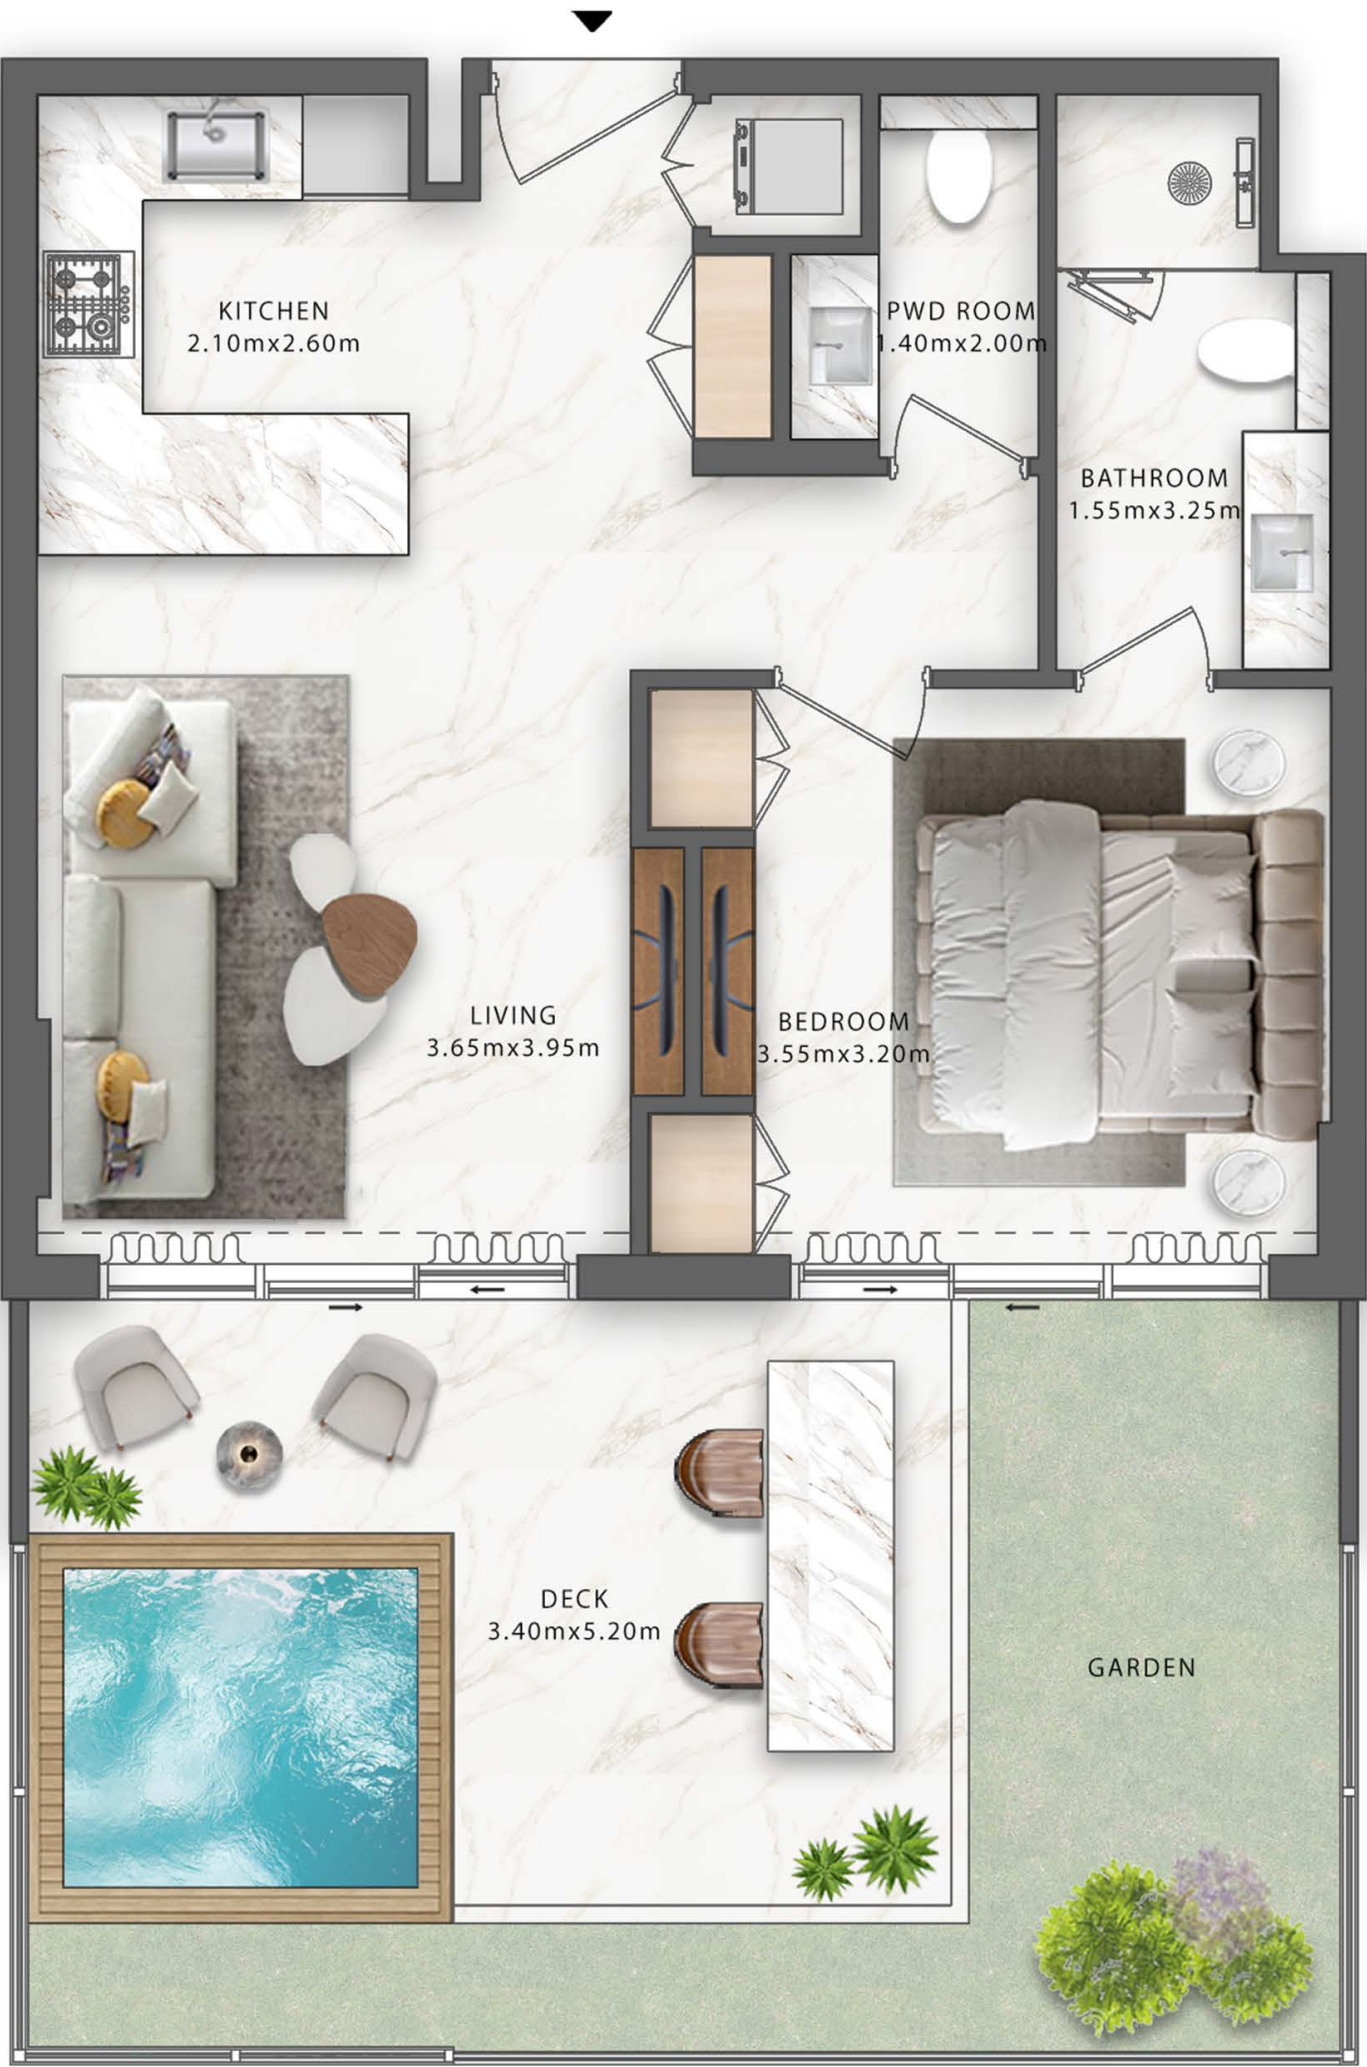 KITCHEN
2.10mx2.60m
PWD ROOM
1.40mx2.00m
BATHROOM
1.55mx3.25m
LIVING
3.65mx3.95m
BEDROOM
3.55mx3.20m
DECK
3.40mx5.20m
GARDEN